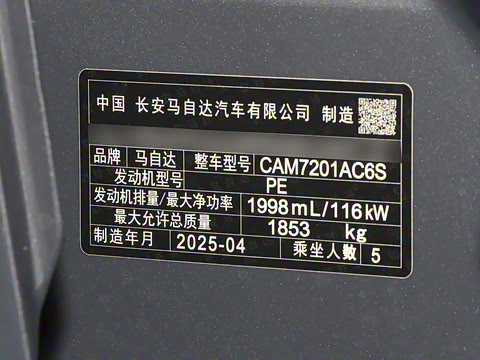 中国 长安马自达汽车有限公司 制造
品牌 马自达 整车型号 CAM7201AC6S
发动机型号 PE
发动机排量/最大净功率 1998mL/116kW
最大允许总质量 1853 kg
制造年月 2025-04 乘坐人数 5